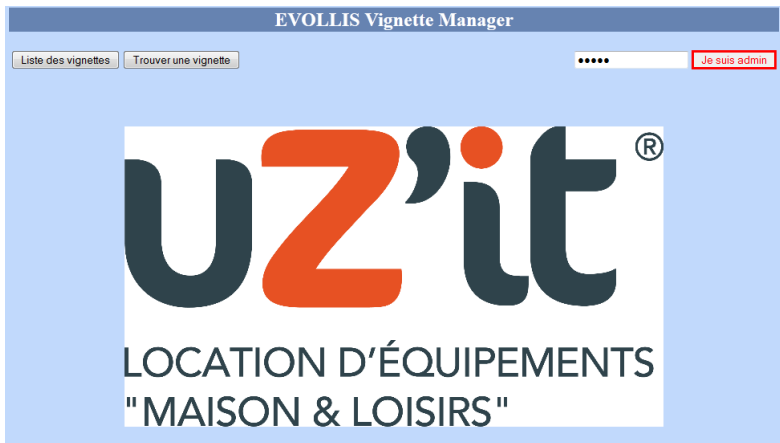 EVOLLIS Vignette Manager
Liste des vignettes Trouver une vignette ••••• Je suis admin
uZ'it®
LOCATION D'ÉQUIPEMENTS
"MAISON & LOISIRS"